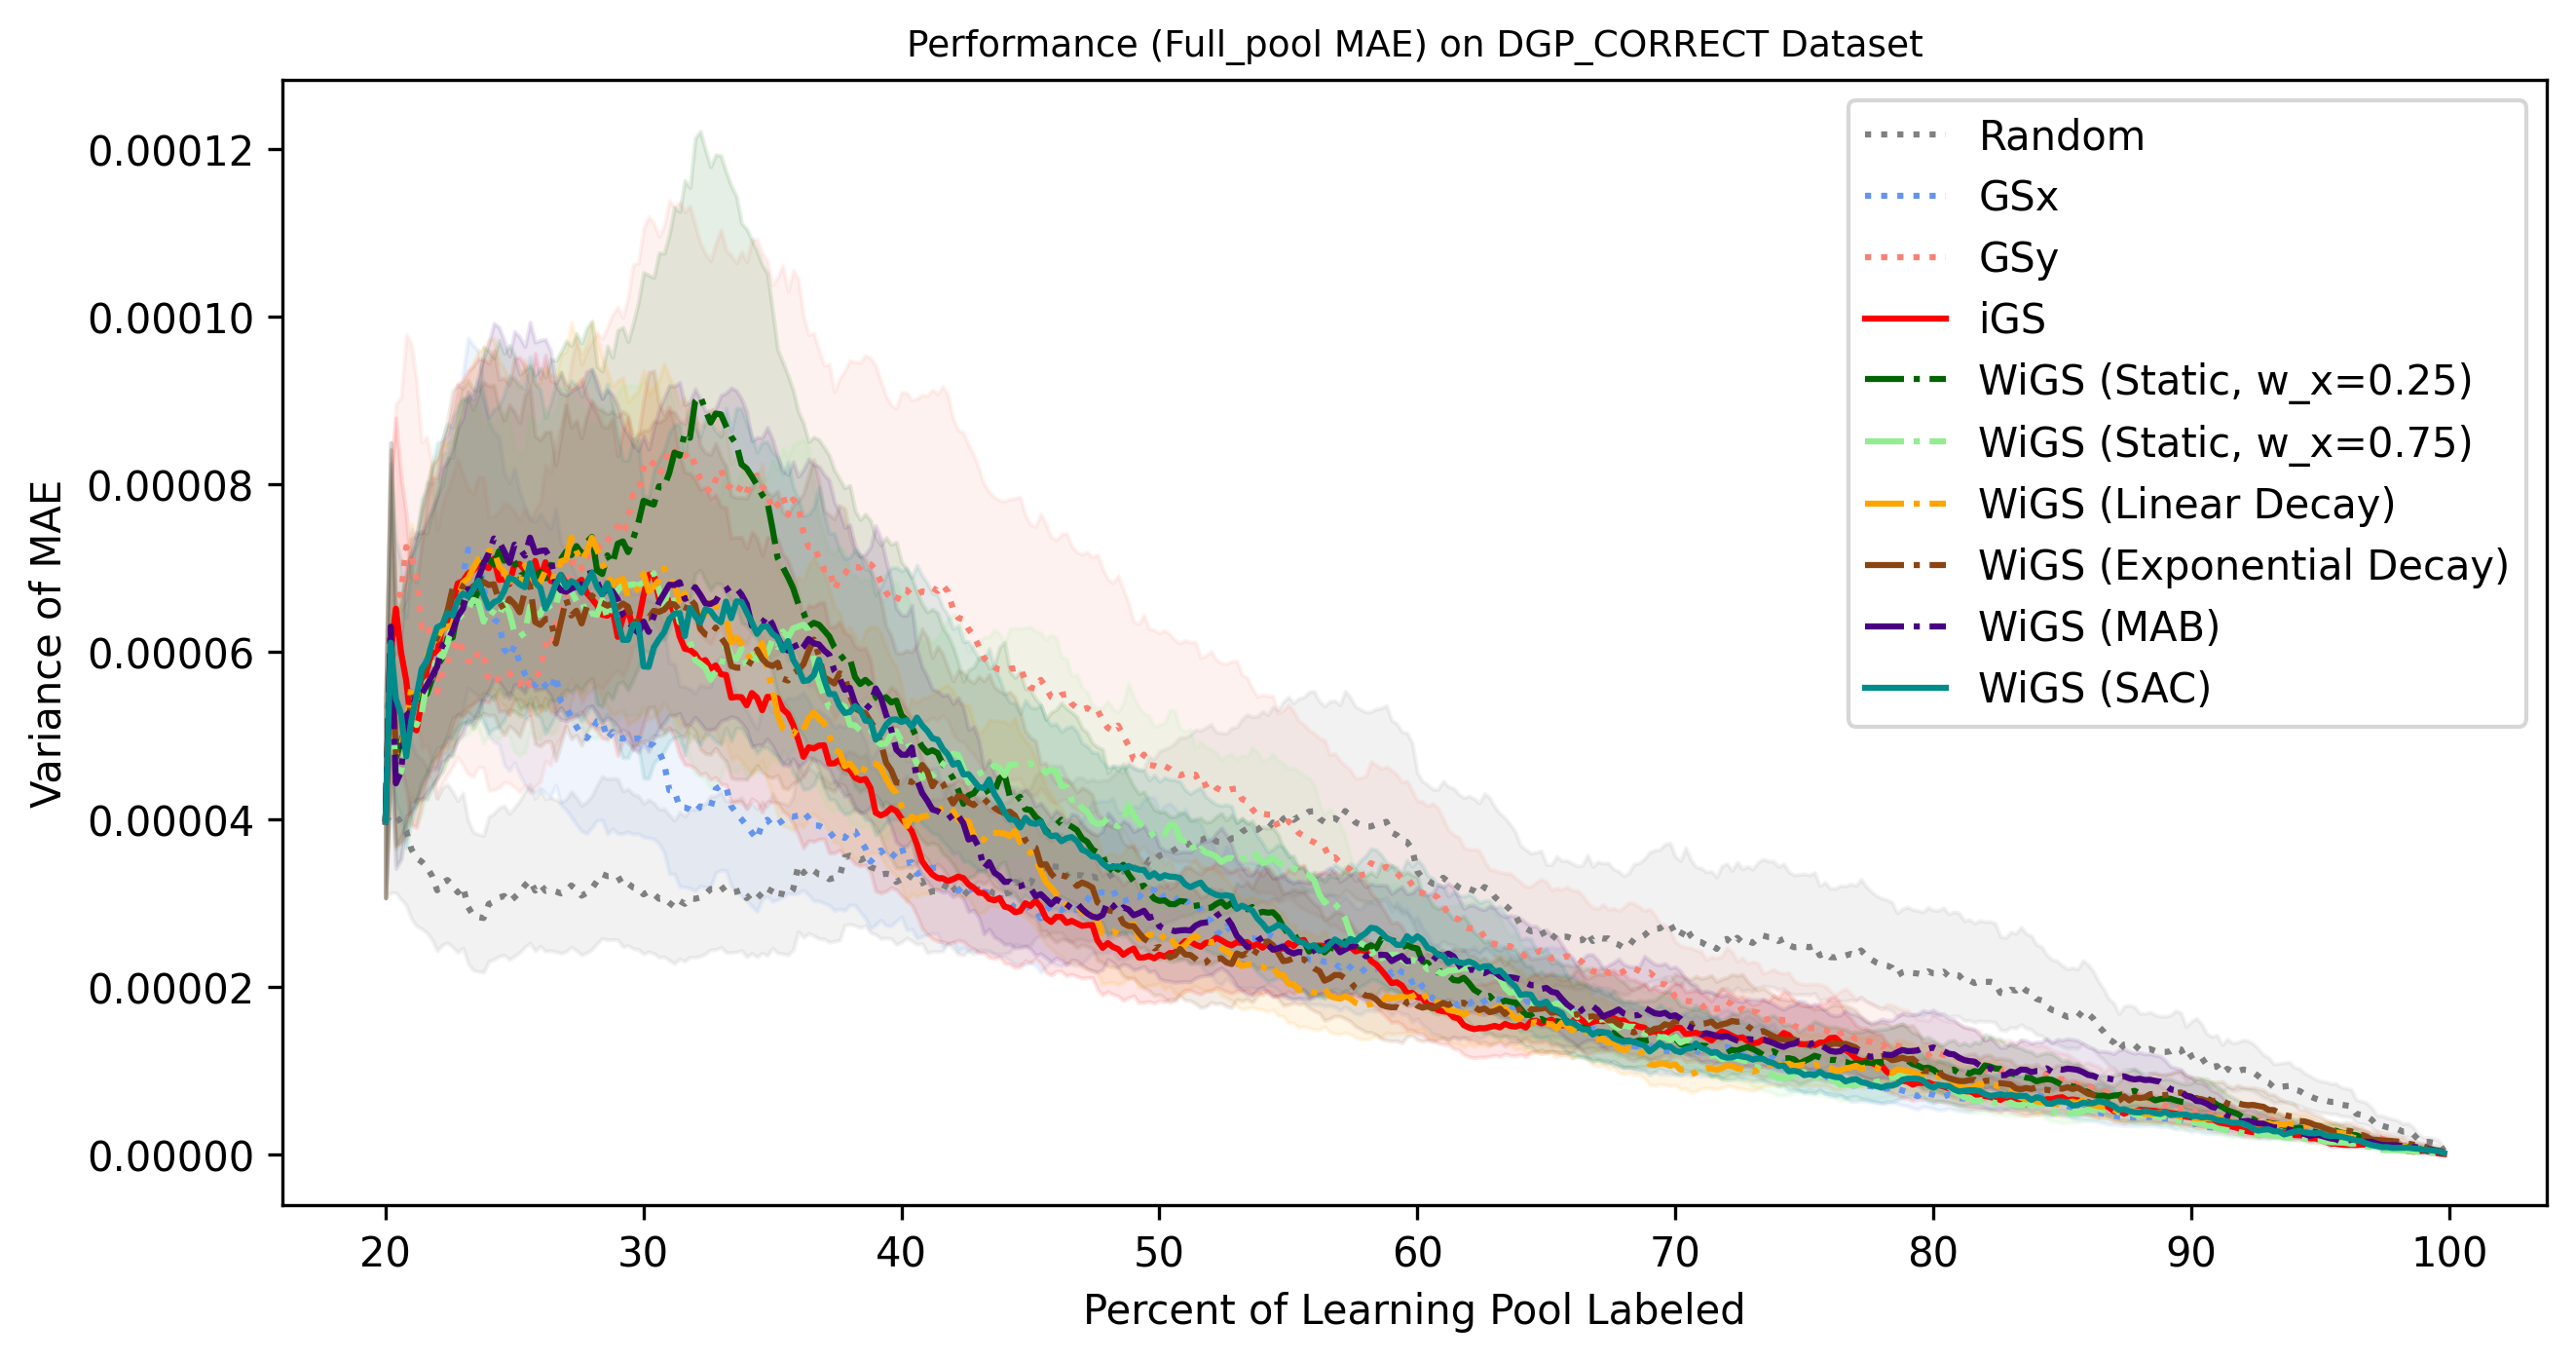 Performance (Full_pool MAE) on DGP_CORRECT Dataset
Variance of MAE
0.00012
0.00010
0.00008
0.00006
0.00004
0.00002
0.00000
Random
GSx
GSy
iGS
WiGS (Static, w_x=0.25)
WiGS (Static, w_x=0.75)
WiGS (Linear Decay)
WiGS (Exponential Decay)
WiGS (MAB)
WiGS (SAC)
20 30 40 50 60 70 80 90 100
Percent of Learning Pool Labeled